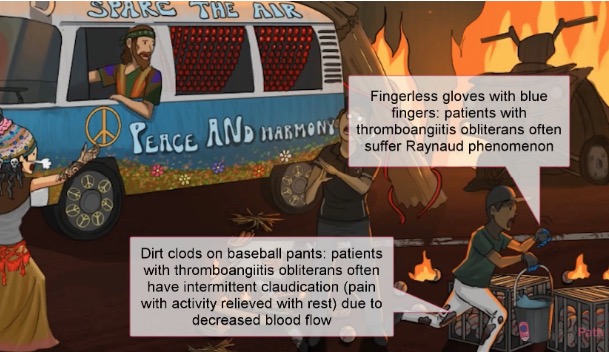 SPARE THE AIR
PEACE AND HARMONY
Fingerless gloves with blue
fingers: patients with
thromboangiitis obliterans often
suffer Raynaud phenomenon
Dirt clods on baseball pants: patients
with thromboangiitis obliterans often
have intermittent claudication (pain
with activity relieved with rest) due to
decreased blood flow